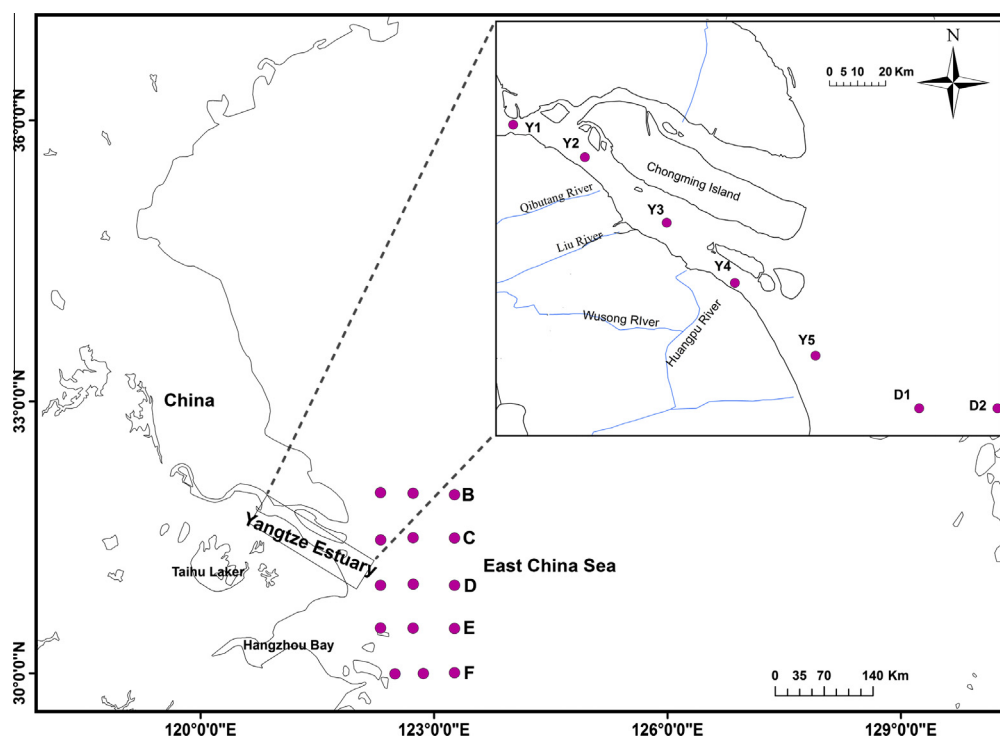 N
0 5 10 20 Km
Y1
Y2
Chongming Island
Qibutang River
Y3
Liu River
Y4
Wusong RIver
Huangpu River
Y5
D1
D2
36°0'0"N
33°0'0"N
30°0'0"N
China
B
Yangtze Estuary
C
East China Sea
Taihu Laker
D
E
Hangzhou Bay
F
0 35 70 140 Km
120°0'0"E
123°0'0"E
126°0'0"E
129°0'0"E